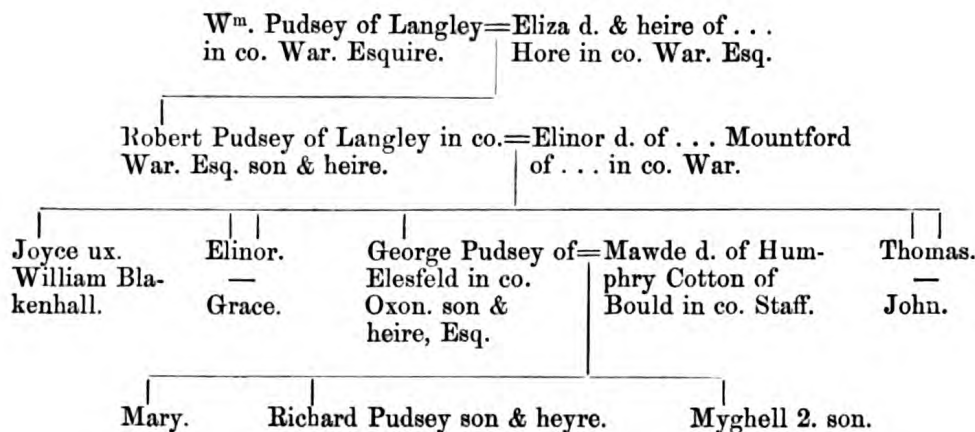 Wm. Pudsey of Langley=Eliza d. & heire of . . .
in co. War. Esquire. Hore in co. War. Esq.
Robert Pudsey of Langley in co.=Elinor d. of . . . Mountford
War. Esq. son & heire. of . . . in co. War.
Joyce ux.
William Bla-
kenhall.
Elinor.
—
Grace.
George Pudsey of=Mawde d. of Hum-
Elesfeld in co. phry Cotton of
Oxon. son & Bould in co. Staff.
heire, Esq.
Thomas.
—
John.
Mary. Richard Pudsey son & heyre. Myghell 2. son.